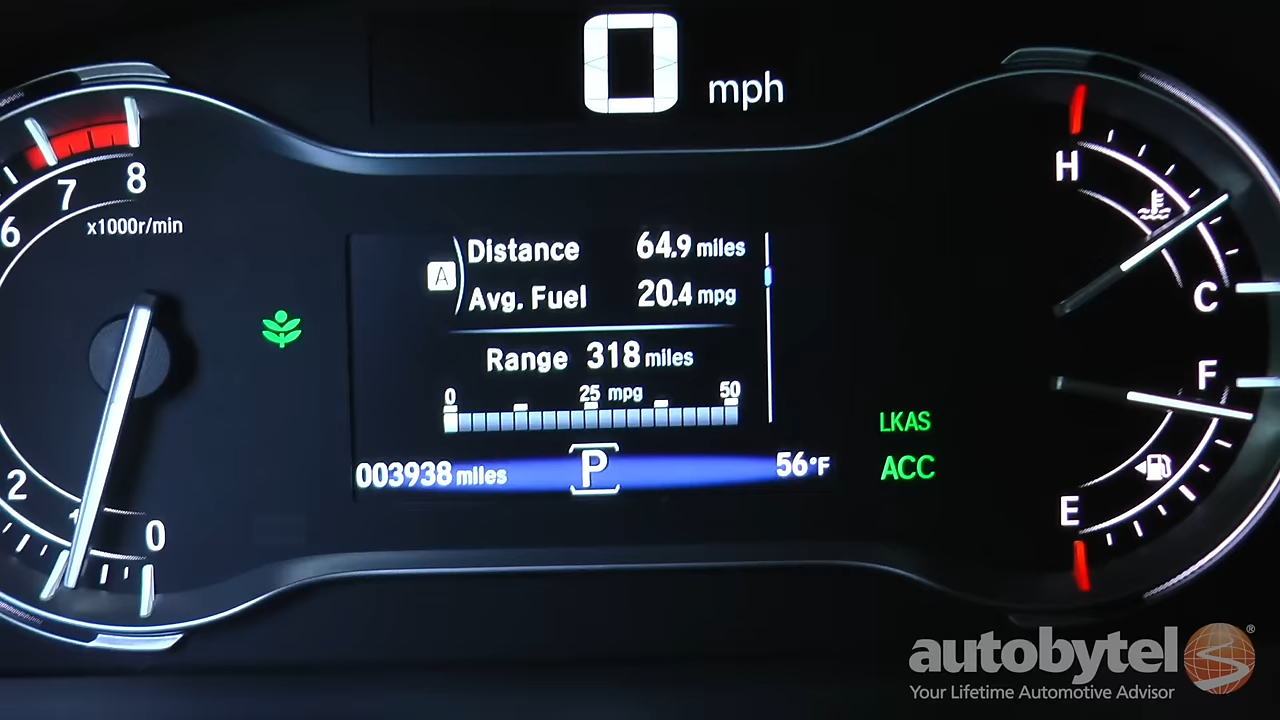 0 mph
H
8
7
6
x1000r/min
Distance 64.9 miles
A
Avg. Fuel 20.4 mpg
C
Range 318 miles
F
0 25 mpg 50
LKAS
003938 miles P 56°F
ACC
2
1
0
E
autobytel®
Your Lifetime Automotive Advisor